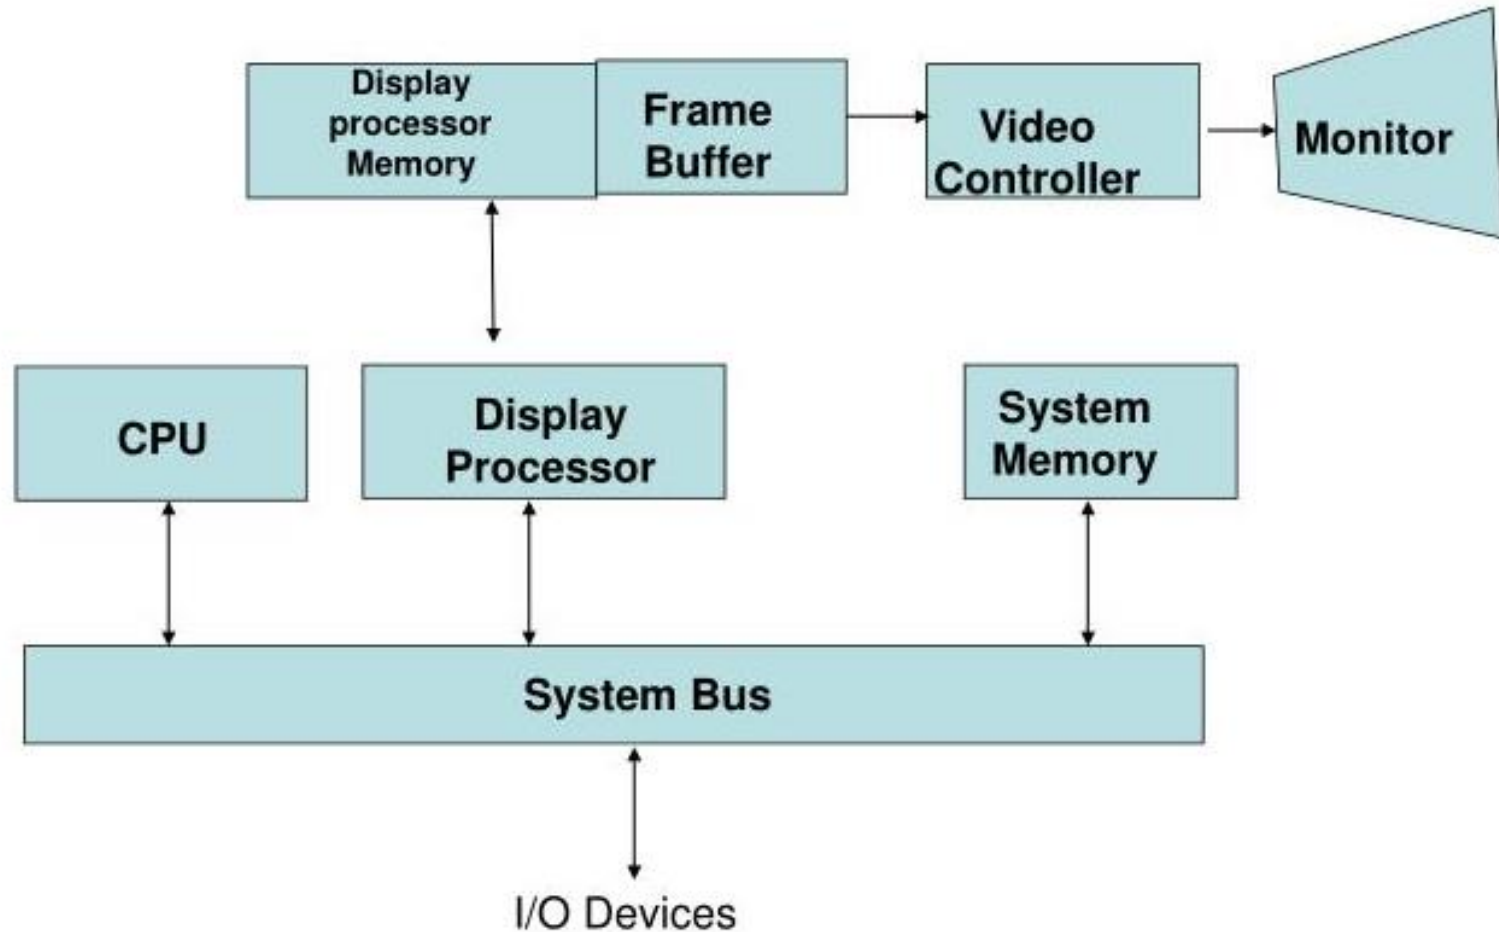 Display
processor
Memory
Frame
Buffer
Video
Controller
Monitor
CPU
Display
Processor
System
Memory
System Bus
I/O Devices